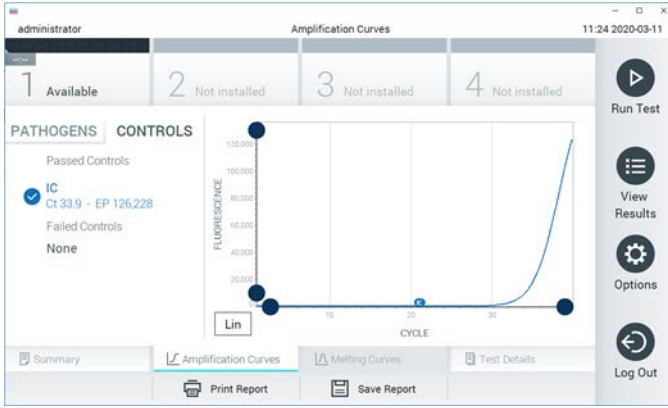 administrator
Amplification Curves
11:24 2020-03-11
--:--
1 Available
2 Not installed
3 Not installed
4 Not installed
Run Test
PATHOGENS
CONTROLS
Passed Controls
IC
Ct 33.9 - EP 126,228
Failed Controls
None
FLUORESCENCE
120,000
100,000
80,000
60,000
40,000
20,000
0
IC
10
20
30
Lin
CYCLE
View
Results
Options
Log Out
Summary
Amplification Curves
Melting Curves
Test Details
Print Report
Save Report